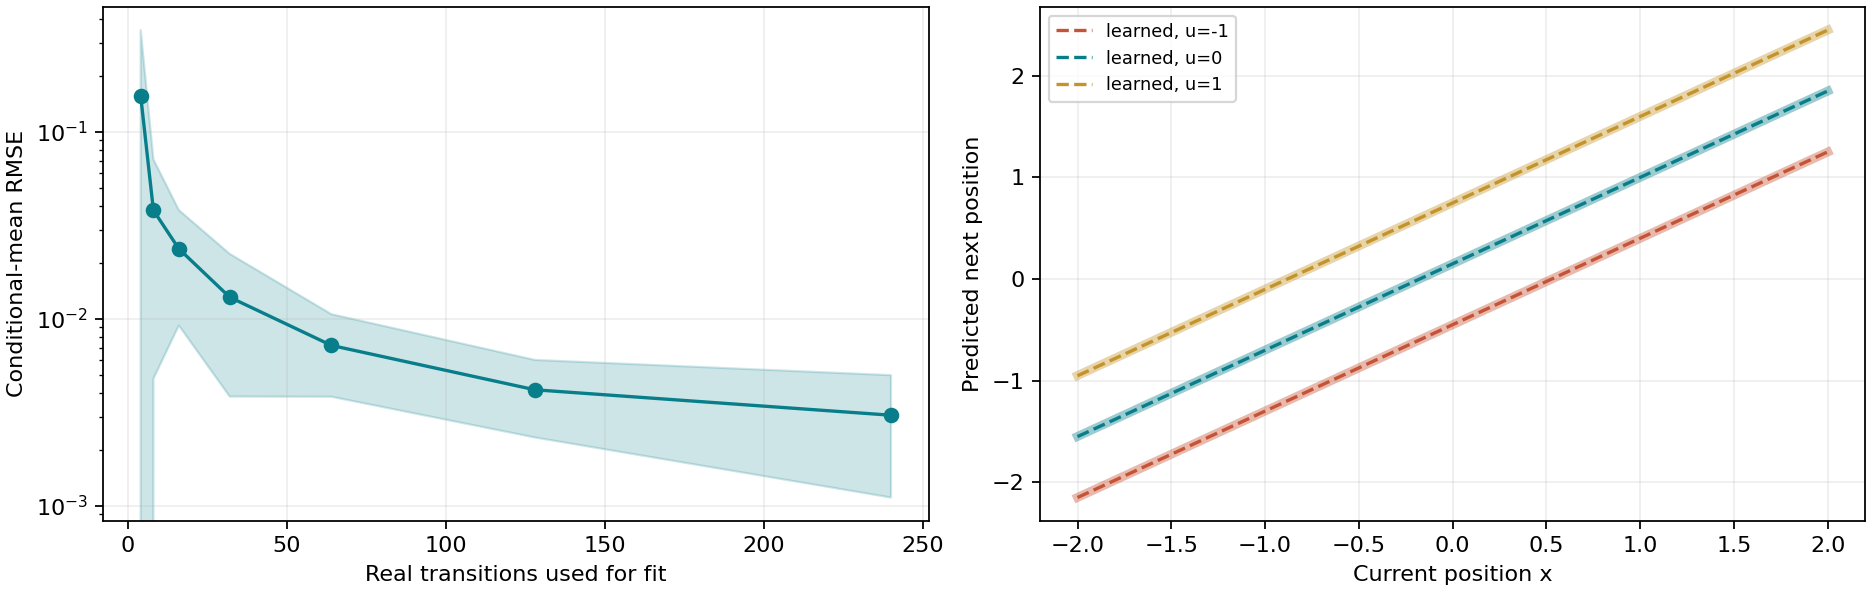 Conditional-mean RMSE
10⁻¹
10⁻²
10⁻³
0 50 100 150 200 250
Real transitions used for fit
learned, u=-1
learned, u=0
learned, u=1
Predicted next position
2
1
0
−1
−2
−2.0 −1.5 −1.0 −0.5 0.0 0.5 1.0 1.5 2.0
Current position x